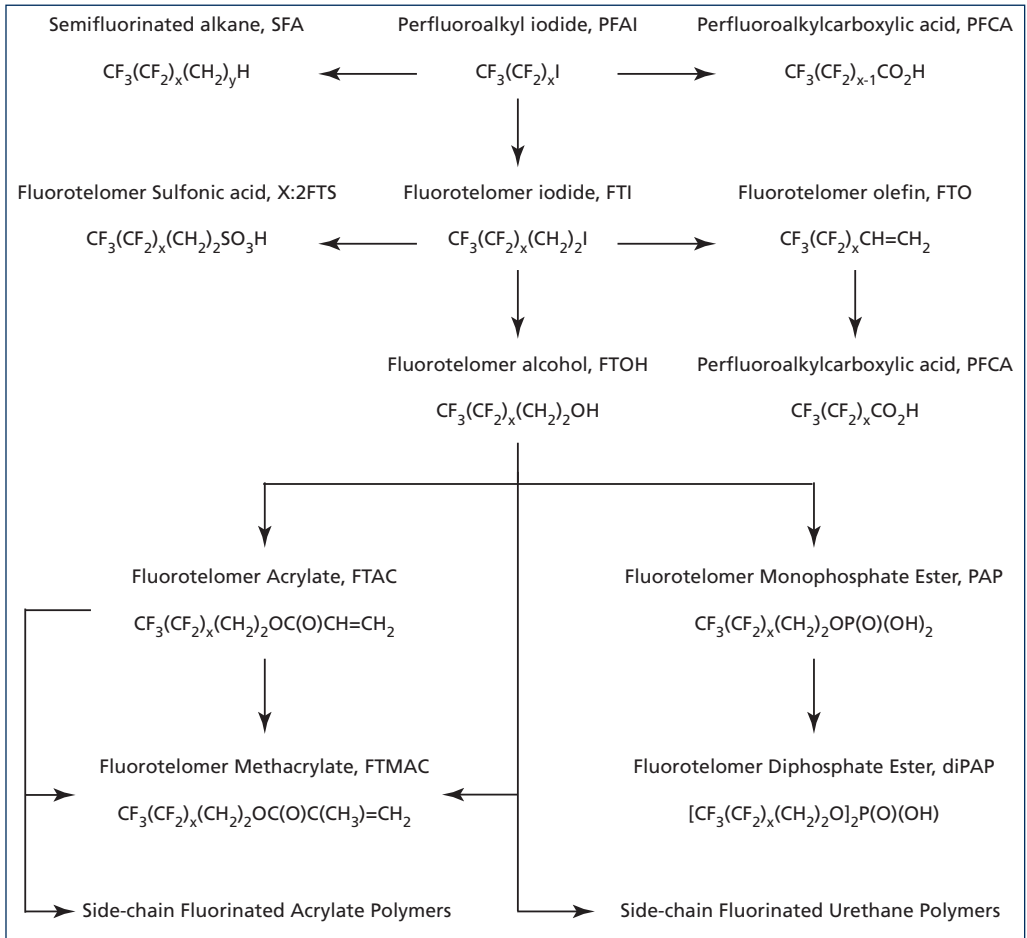 Semifluorinated alkane, SFA
Perfluoroalkyl iodide, PFAI
Perfluoroalkylcarboxylic acid, PFCA
CF₃(CF₂)ₓ(CH₂)ᵧH
CF₃(CF₂)ₓI
CF₃(CF₂)ₓ₋₁CO₂H
Fluorotelomer Sulfonic acid, X:2FTS
Fluorotelomer iodide, FTI
Fluorotelomer olefin, FTO
CF₃(CF₂)ₓ(CH₂)₂SO₃H
CF₃(CF₂)ₓ(CH₂)₂I
CF₃(CF₂)ₓCH=CH₂
Fluorotelomer alcohol, FTOH
Perfluoroalkylcarboxylic acid, PFCA
CF₃(CF₂)ₓ(CH₂)₂OH
CF₃(CF₂)ₓCO₂H
Fluorotelomer Acrylate, FTAC
Fluorotelomer Monophosphate Ester, PAP
CF₃(CF₂)ₓ(CH₂)₂OC(O)CH=CH₂
CF₃(CF₂)ₓ(CH₂)₂OP(O)(OH)₂
Fluorotelomer Methacrylate, FTMAC
Fluorotelomer Diphosphate Ester, diPAP
CF₃(CF₂)ₓ(CH₂)₂OC(O)C(CH₃)=CH₂
[CF₃(CF₂)ₓ(CH₂)₂O]₂P(O)(OH)
Side-chain Fluorinated Acrylate Polymers
Side-chain Fluorinated Urethane Polymers